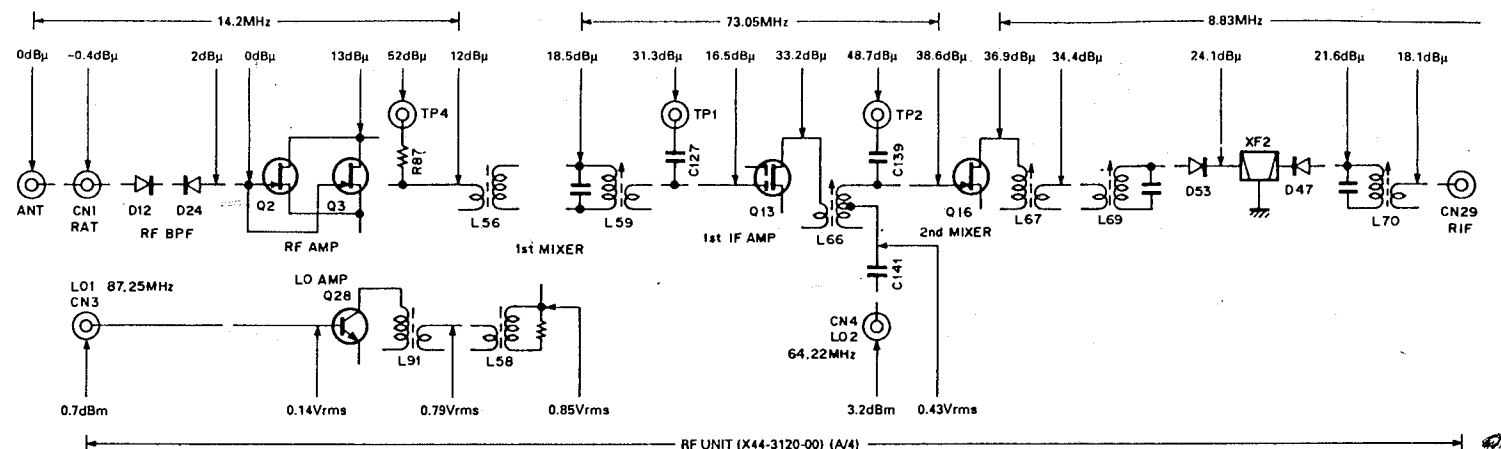 14.2MHz 73.05MHz 8.83MHz
0dBμ -0.4dBμ 2dBμ 0dBμ 13dBμ 52dBμ 12dBμ 18.5dBμ 31.3dBμ 16.5dBμ 33.2dBμ 48.7dBμ 38.6dBμ 36.9dBμ 34,4dBμ 24.1dBμ 21.6dBμ 18.1dBμ
TP4 TP1 TP2
R87 C127 C139 XF2
ANT CN1 D12 D24 Q2 Q3 L56 L59 Q13 L66 Q16 L67 L69 D53 D47 L70 CN29
RAT RF BPF RF AMP 1st MIXER 1st IF AMP 2nd MIXER RIF
C141
LO1 87,25MHz LO AMP
CN3 Q28
L91 L58
CN4
LO2
64,22MHz
0.7dBm 0.14Vrms 0.79Vrms 0.85Vrms 3.2dBm 0.43Vrms
RF UNIT (X44-3120-00) (A/4)